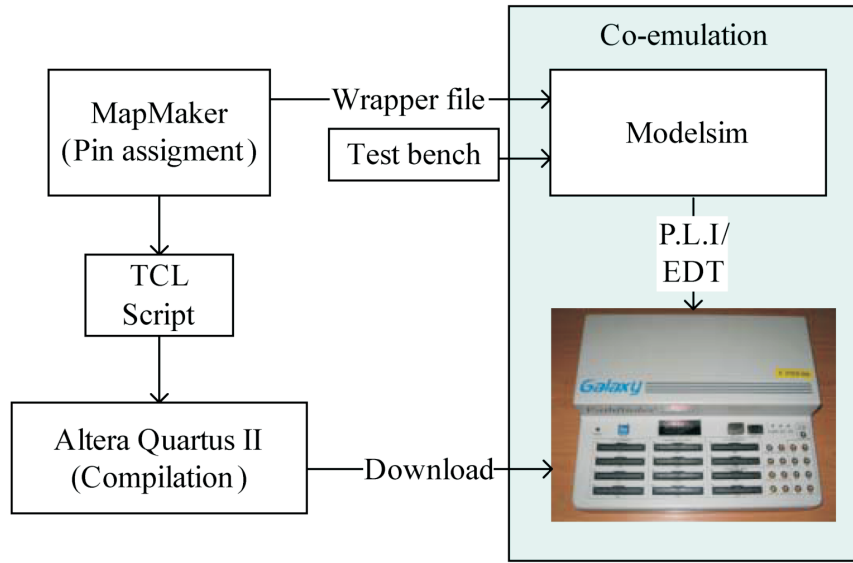 Co-emulation
MapMaker
(Pin assigment)
Wrapper file
Test bench
Modelsim
P.L.I/
EDT
TCL
Script
Galaxy
Pathfinder
Altera Quartus II
(Compilation)
Download